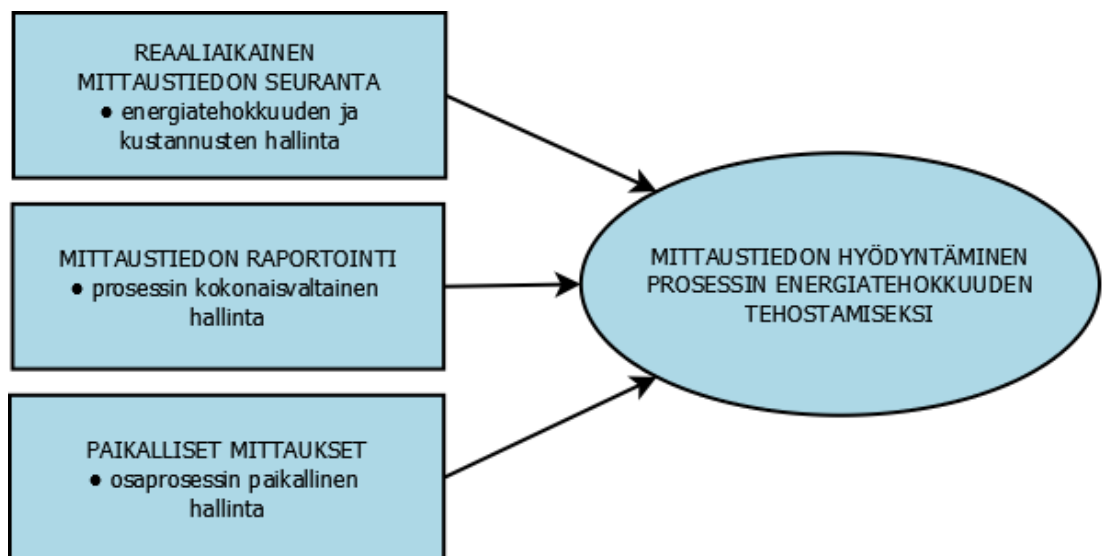 REAALIAIKAINEN
MITTAUSTIEDON SEURANTA
● energiatehokkuuden ja
kustannusten hallinta
MITTAUSTIEDON RAPORTOINTI
● prosessin kokonaisvaltainen
hallinta
PAIKALLISET MITTAUKSET
● osaprosessin paikallinen
hallinta
MITTAUSTIEDON HYÖDYNTÄMINEN
PROSESSIN ENERGIATEHOKKUUDEN
TEHOSTAMISEKSI